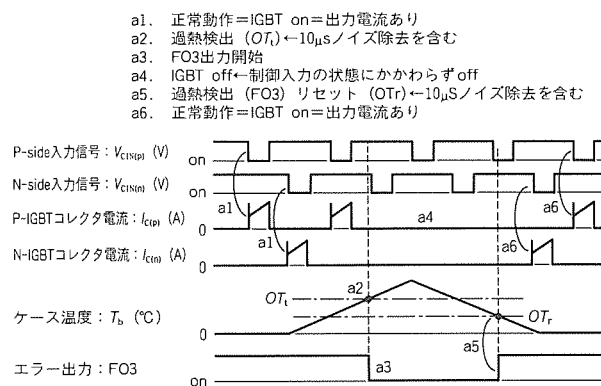 a1. 正常動作＝IGBT on＝出力電流あり
a2. 過熱検出（OTt）←10μsノイズ除去を含む
a3. FO3出力開始
a4. IGBT off←制御入力の状態にかかわらずoff
a5. 過熱検出（FO3）リセット（OTr）←10μSノイズ除去を含む
a6. 正常動作＝IGBT on＝出力電流あり
P-side入力信号：VCIN(p)（V）
on
N-side入力信号：VCIN(n)（V）
on
a1
a6
P-IGBTコレクタ電流：IC(p)（A）
0
a4
a1
a6
N-IGBTコレクタ電流：IC(n)（A）
0
a2
OTt
OTr
ケース温度：Tb（℃）
0
a5
エラー出力：FO3
a3
on